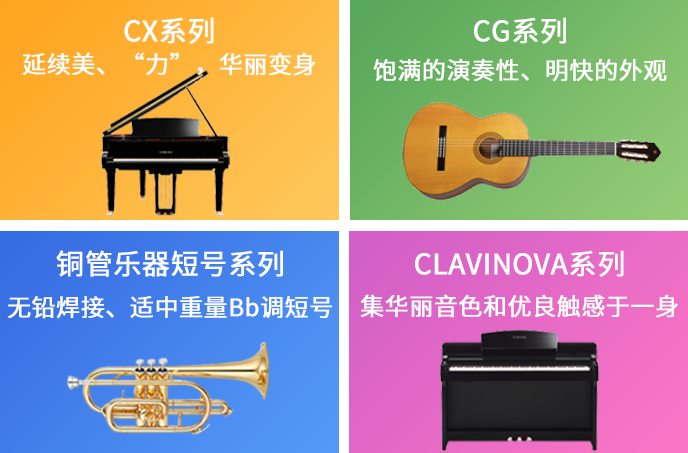 CX系列
延续美、“力”、华丽变身
CG系列
饱满的演奏性、明快的外观
铜管乐器短号系列
无铅焊接、适中重量Bb调短号
CLAVINOVA系列
集华丽音色和优良触感于一身